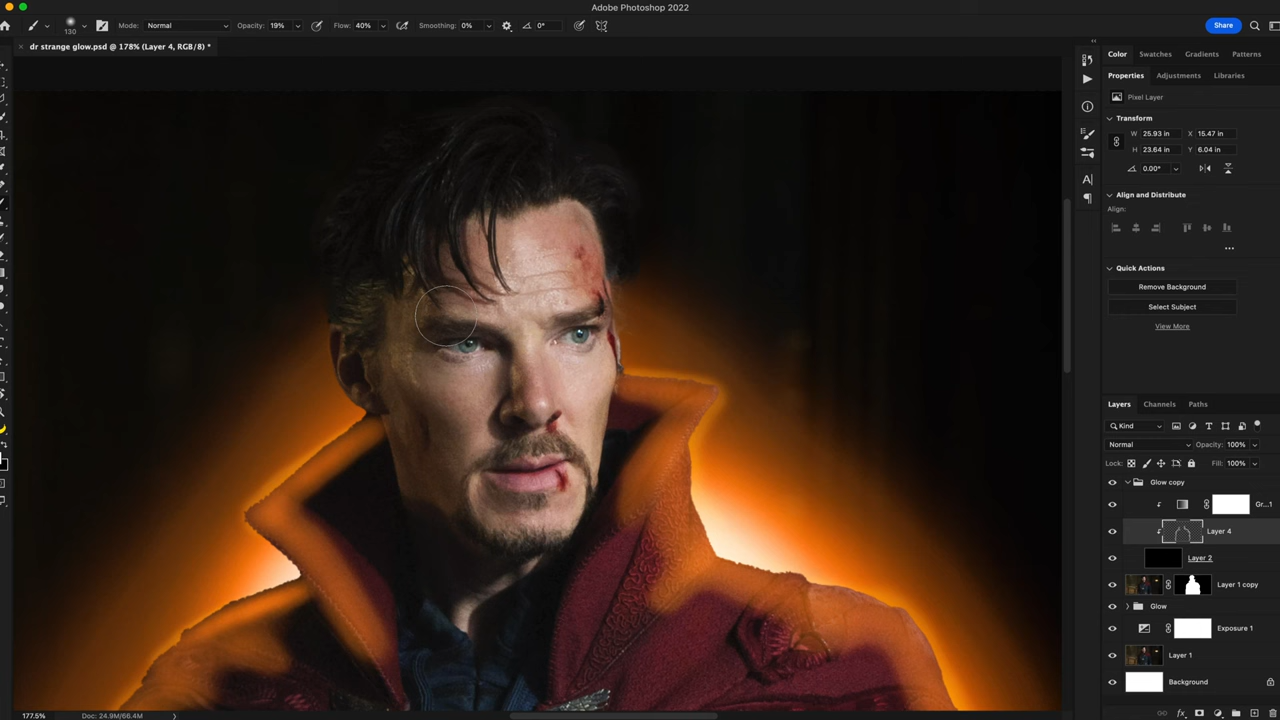 Adobe Photoshop 2022
130
Mode: Normal
Opacity: 19%
Flow: 40%
Smoothing: 0%
0°
Share
dr strange glow.psd @ 178% (Layer 4, RGB/8) *
Color
Swatches
Gradients
Patterns
Properties
Adjustments
Libraries
Pixel Layer
Transform
W 25.93 in
X 15.47 in
H 23.64 in
Y 6.04 in
0.00°
Align and Distribute
Align:
Quick Actions
Remove Background
Select Subject
View More
Layers
Channels
Paths
Kind
Normal
Opacity: 100%
Lock:
Fill: 100%
Glow copy
Gr...1
Layer 4
Layer 2
Layer 1 copy
Glow
Exposure 1
Layer 1
Background
fx
177.5%
Doc: 24.9M/66.4M